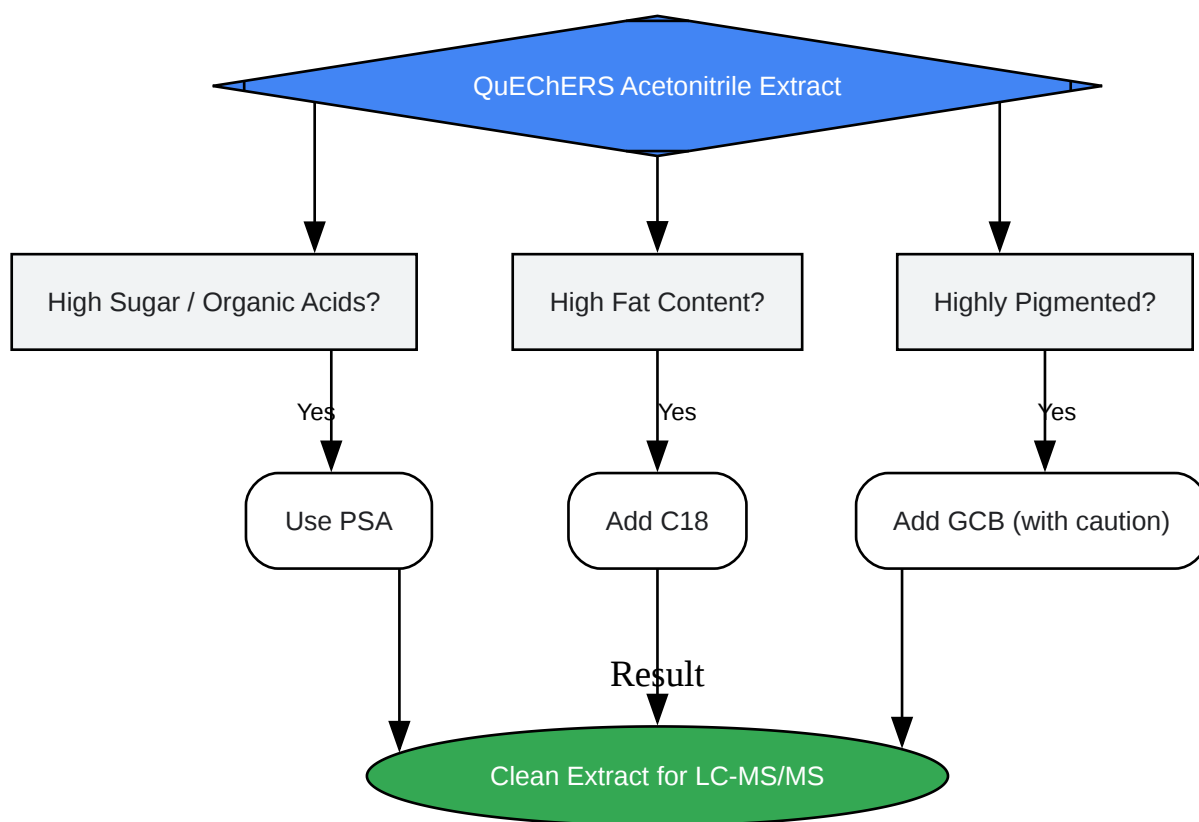 QuEChERS Acetonitrile Extract
High Sugar / Organic Acids?
High Fat Content?
Highly Pigmented?
Yes
Yes
Yes
Use PSA
Add C18
Add GCB (with caution)
Result
Clean Extract for LC-MS/MS